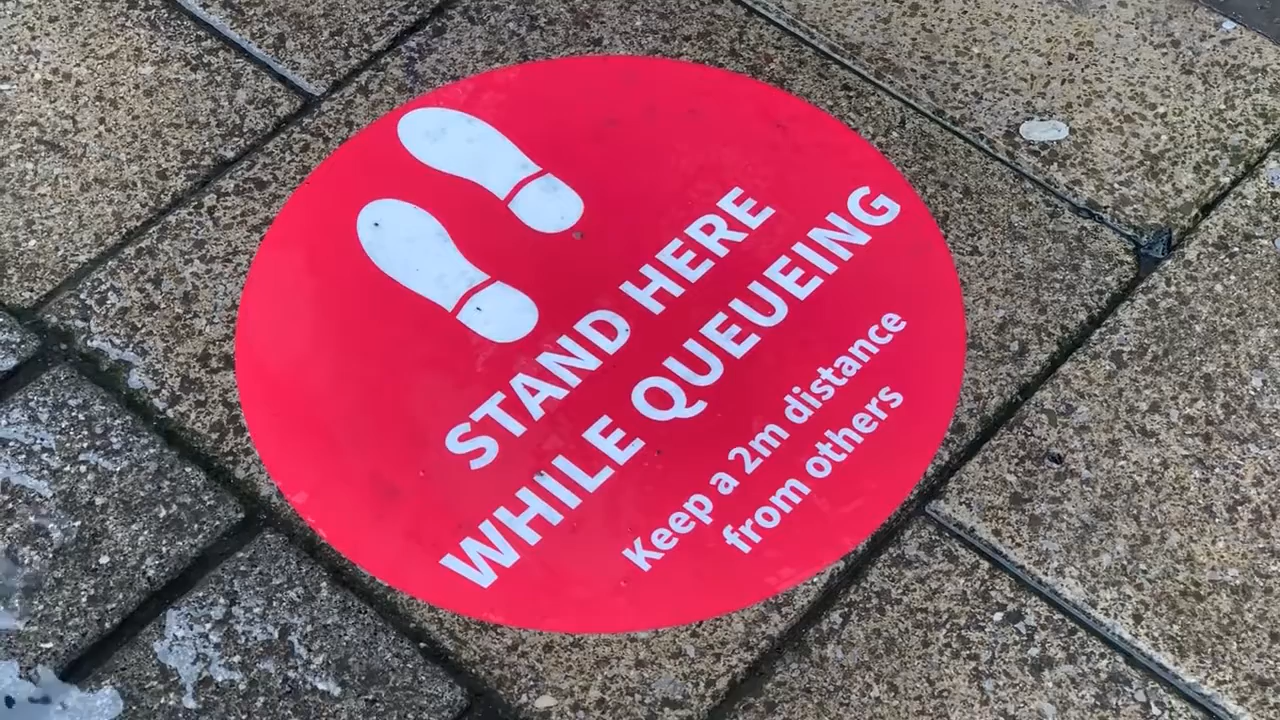 STAND HERE
WHILE QUEUEING
Keep a 2m distance
from others